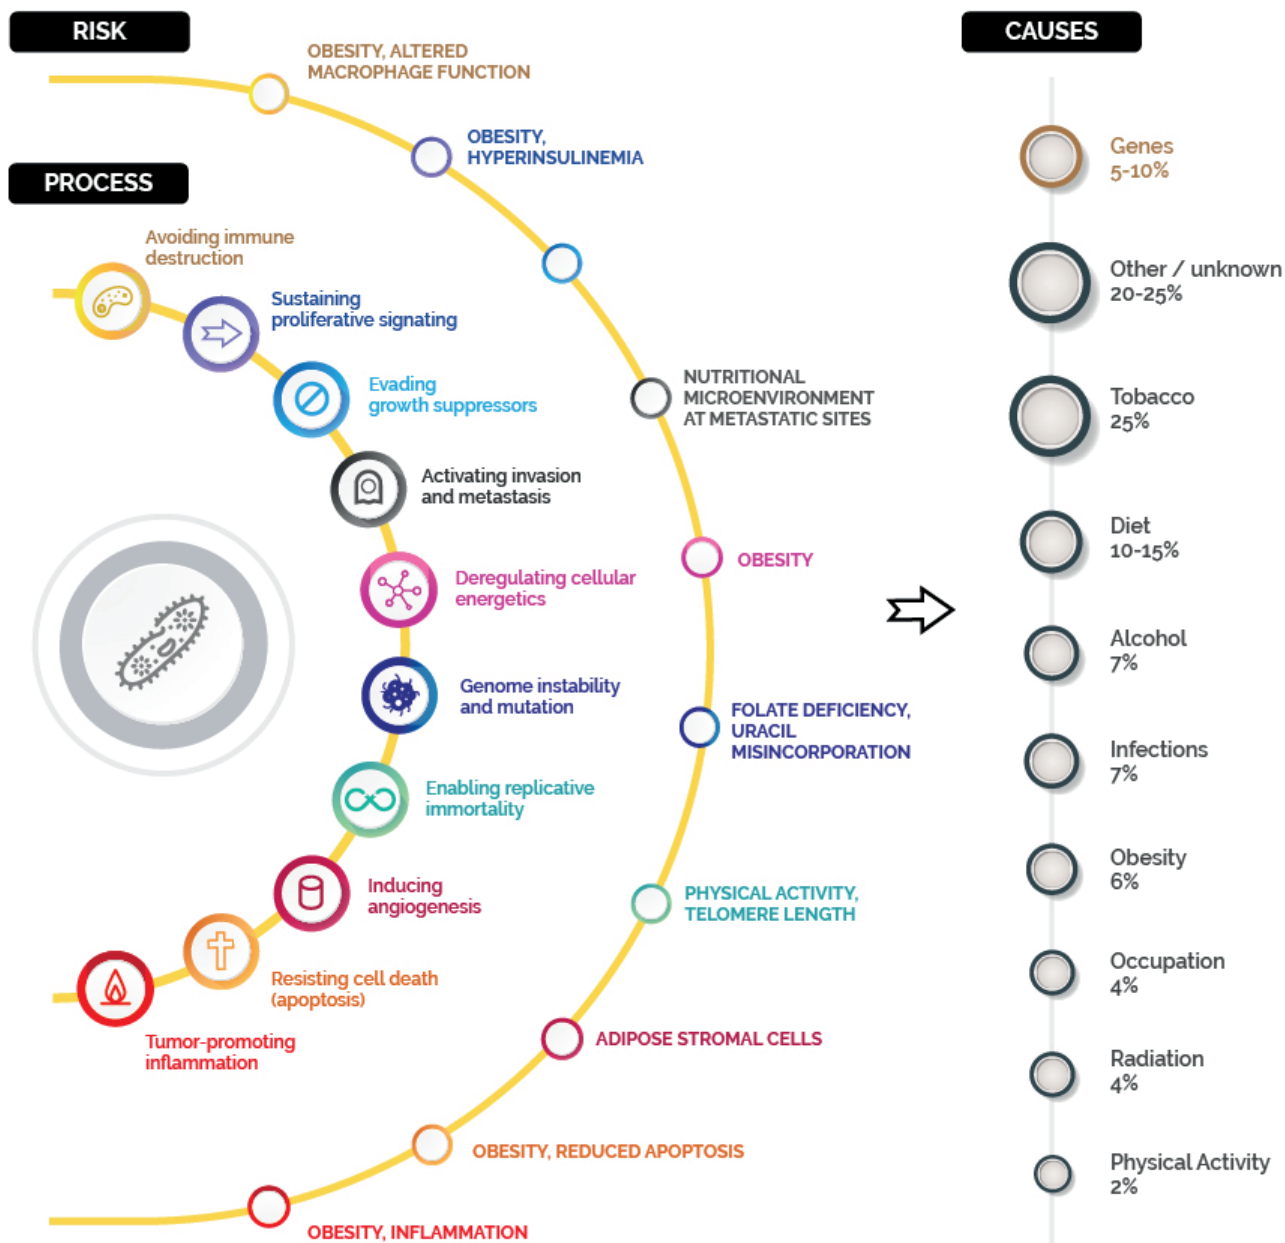 RISK
OBESITY, ALTERED
MACROPHAGE FUNCTION
OBESITY,
HYPERINSULINEMIA
NUTRITIONAL
MICROENVIRONMENT
AT METASTATIC SITES
OBESITY
FOLATE DEFICIENCY,
URACIL
MISINCORPORATION
PHYSICAL ACTIVITY,
TELOMERE LENGTH
ADIPOSE STROMAL CELLS
OBESITY, REDUCED APOPTOSIS
OBESITY, INFLAMMATION
PROCESS
Avoiding immune
destruction
Sustaining
proliferative signating
Evading
growth suppressors
Activating invasion
and metastasis
Deregulating cellular
energetics
Genome instability
and mutation
Enabling replicative
immortality
Inducing
angiogenesis
Resisting cell death
(apoptosis)
Tumor-promoting
inflammation
CAUSES
Genes
5-10%
Other / unknown
20-25%
Tobacco
25%
Diet
10-15%
Alcohol
7%
Infections
7%
Obesity
6%
Occupation
4%
Radiation
4%
Physical Activity
2%